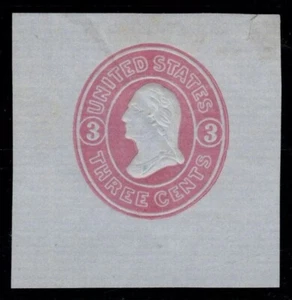 UNITED STATES
3 3
THREE CENTS